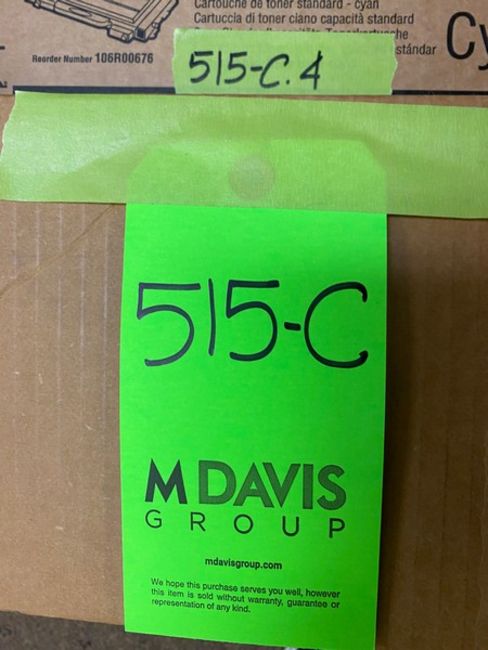 Cartouche de toner standard - cyan
Cartuccia di toner ciano capacità standard
Reorder Number 106R00676
stándar
Cy
515-C.4
515-C
M DAVIS
GROUP
mdavisgroup.com
We hope this purchase serves you well, however
this item is sold without warranty, guarantee or
representation of any kind.